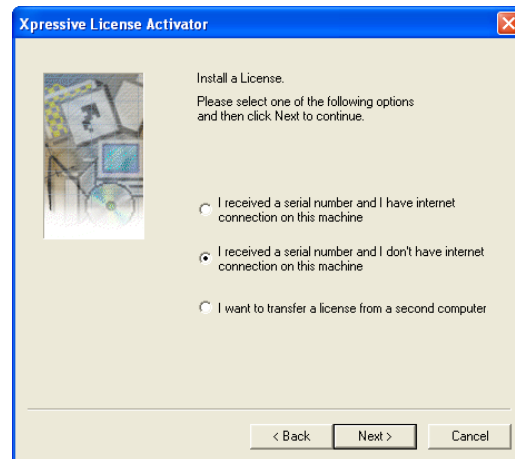 Xpressive License Activator
Install a License.
Please select one of the following options
and then click Next to continue.
I received a serial number and I have internet
connection on this machine
I received a serial number and I don't have internet
connection on this machine
I want to transfer a license from a second computer
< Back
Next >
Cancel